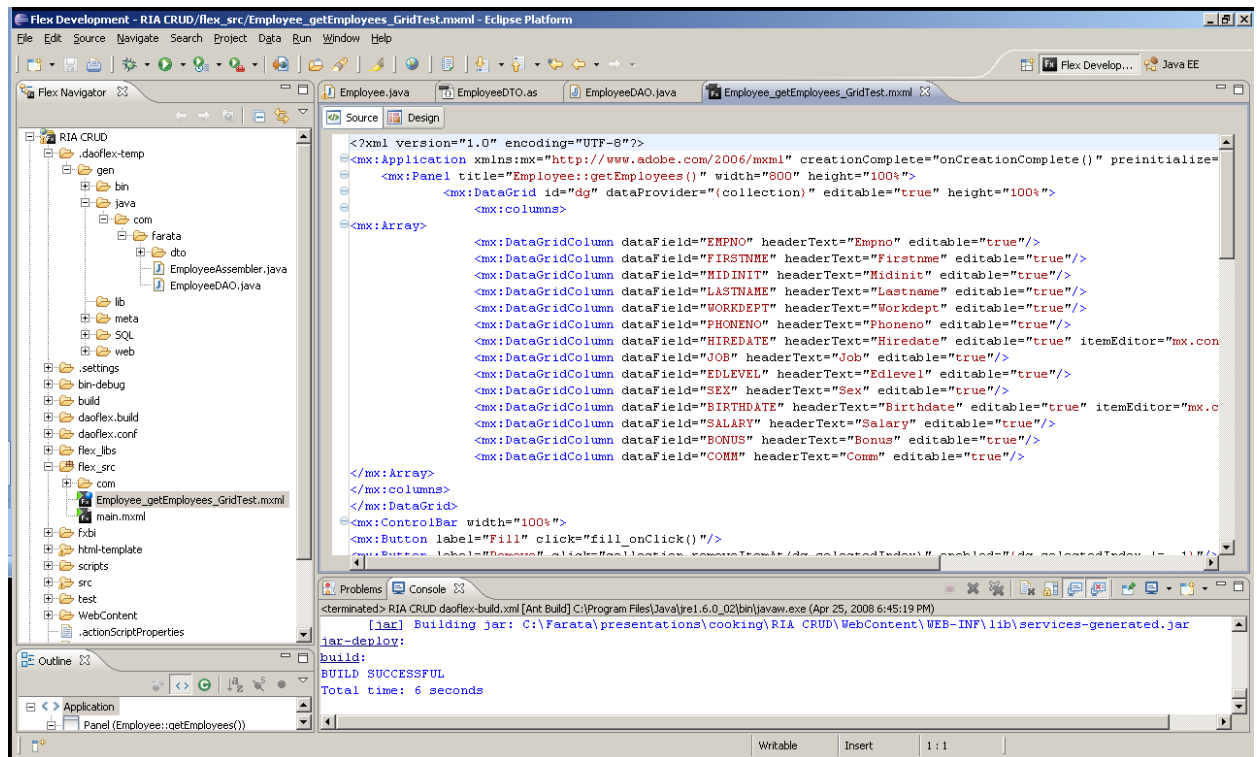 Flex Development - RIA CRUD/flex_src/Employee_getEmployees_GridTest.mxml - Eclipse Platform
File Edit Source Navigate Search Project Data Run Window Help
Flex Develop... Java EE
Flex Navigator
RIA CRUD
.daoflex-temp
gen
bin
java
com
farata
dto
EmployeeAssembler.java
EmployeeDAO.java
lib
meta
SQL
web
.settings
bin-debug
build
daoflex.build
daoflex.conf
flex_libs
flex_src
com
Employee_getEmployees_GridTest.mxml
main.mxml
fxbi
html-template
scripts
src
test
WebContent
.actionScriptProperties
Outline
Application
Panel (Employee::getEmployees())
Employee.java EmployeeDTO.as EmployeeDAO.java Employee_getEmployees_GridTest.mxml
Source Design
<?xml version="1.0" encoding="UTF-8"?>
<mx:Application xmlns:mx="http://www.adobe.com/2006/mxml" creationComplete="onCreationComplete()" preinitialize=
<mx:Panel title="Employee::getEmployees()" width="800" height="100%">
<mx:DataGrid id="dg" dataProvider="{collection}" editable="true" height="100%">
<mx:columns>
<mx:Array>
<mx:DataGridColumn dataField="EMPNO" headerText="Empno" editable="true"/>
<mx:DataGridColumn dataField="FIRSTNME" headerText="Firstnme" editable="true"/>
<mx:DataGridColumn dataField="MIDINIT" headerText="Midinit" editable="true"/>
<mx:DataGridColumn dataField="LASTNAME" headerText="Lastname" editable="true"/>
<mx:DataGridColumn dataField="WORKDEPT" headerText="Workdept" editable="true"/>
<mx:DataGridColumn dataField="PHONENO" headerText="Phoneno" editable="true"/>
<mx:DataGridColumn dataField="HIREDATE" headerText="Hiredate" editable="true" itemEditor="mx.con
<mx:DataGridColumn dataField="JOB" headerText="Job" editable="true"/>
<mx:DataGridColumn dataField="EDLEVEL" headerText="Edlevel" editable="true"/>
<mx:DataGridColumn dataField="SEX" headerText="Sex" editable="true"/>
<mx:DataGridColumn dataField="BIRTHDATE" headerText="Birthdate" editable="true" itemEditor="mx.c
<mx:DataGridColumn dataField="SALARY" headerText="Salary" editable="true"/>
<mx:DataGridColumn dataField="BONUS" headerText="Bonus" editable="true"/>
<mx:DataGridColumn dataField="COMM" headerText="Comm" editable="true"/>
</mx:Array>
</mx:columns>
</mx:DataGrid>
<mx:ControlBar width="100%">
<mx:Button label="Fill" click="fill_onClick()"/>
<mx:Button label="Remove" click="collection.removeItemAt(dg.selectedIndex)" enabled="{dg.selectedIndex != -1}"/>
Problems Console
<terminated> RIA CRUD daoflex-build.xml [Ant Build] C:\Program Files\Java\jre1.6.0_02\bin\javaw.exe (Apr 25, 2008 6:45:19 PM)
[jar] Building jar: C:\Farata\presentations\cooking\RIA CRUD\WebContent\WEB-INF\lib\services-generated.jar
jar-deploy:
build:
BUILD SUCCESSFUL
Total time: 6 seconds
Writable Insert 1 : 1